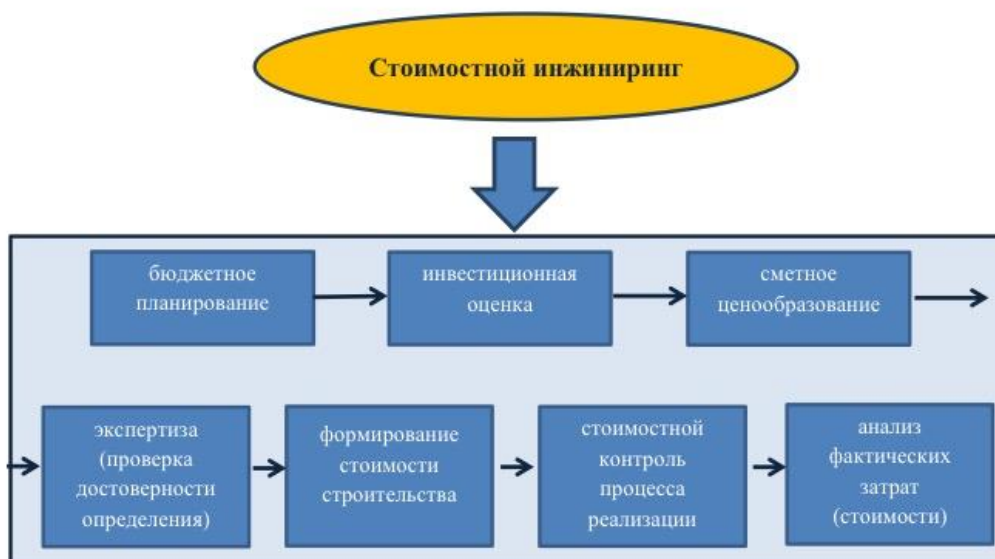 Стоимостной инжиниринг
бюджетное
планирование
инвестиционная
оценка
сметное
ценообразование
экспертиза
(проверка
достоверности
определения)
формирование
стоимости
строительства
стоимостной
контроль
процесса
реализации
анализ
фактических
затрат
(стоимости)